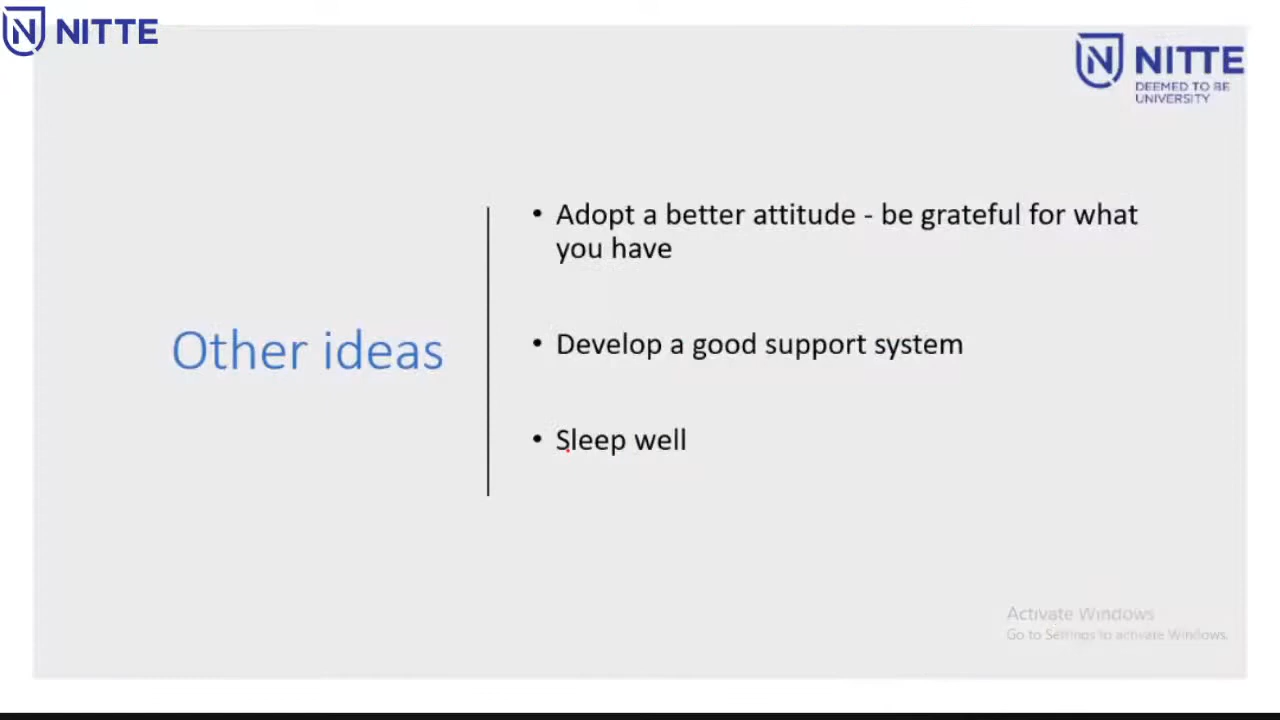 NITTE
NITTE
DEEMED TO BE
UNIVERSITY
• Adopt a better attitude - be grateful for what
you have
Other ideas
• Develop a good support system
• Sleep well
Activate Windows
Go to Settings to activate Windows.